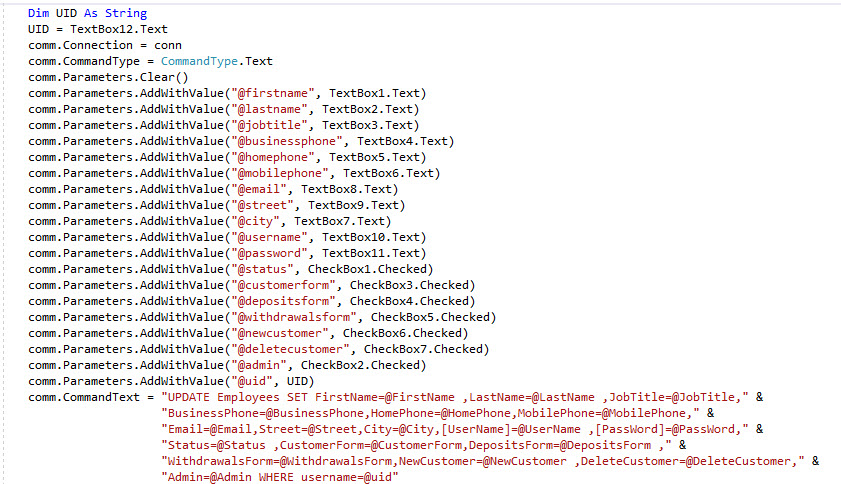 Dim UID As String
UID = TextBox12.Text
comm.Connection = conn
comm.CommandType = CommandType.Text
comm.Parameters.Clear()
comm.Parameters.AddWithValue("@firstname", TextBox1.Text)
comm.Parameters.AddWithValue("@lastname", TextBox2.Text)
comm.Parameters.AddWithValue("@jobtitle", TextBox3.Text)
comm.Parameters.AddWithValue("@businessphone", TextBox4.Text)
comm.Parameters.AddWithValue("@homephone", TextBox5.Text)
comm.Parameters.AddWithValue("@mobilephone", TextBox6.Text)
comm.Parameters.AddWithValue("@email", TextBox8.Text)
comm.Parameters.AddWithValue("@street", TextBox9.Text)
comm.Parameters.AddWithValue("@city", TextBox7.Text)
comm.Parameters.AddWithValue("@username", TextBox10.Text)
comm.Parameters.AddWithValue("@password", TextBox11.Text)
comm.Parameters.AddWithValue("@status", CheckBox1.Checked)
comm.Parameters.AddWithValue("@customerform", CheckBox3.Checked)
comm.Parameters.AddWithValue("@depositsform", CheckBox4.Checked)
comm.Parameters.AddWithValue("@withdrawalsform", CheckBox5.Checked)
comm.Parameters.AddWithValue("@newcustomer", CheckBox6.Checked)
comm.Parameters.AddWithValue("@deletecustomer", CheckBox7.Checked)
comm.Parameters.AddWithValue("@admin", CheckBox2.Checked)
comm.Parameters.AddWithValue("@uid", UID)
comm.CommandText = "UPDATE Employees SET FirstName=@FirstName ,LastName=@LastName ,JobTitle=@JobTitle," &
"BusinessPhone=@BusinessPhone,HomePhone=@HomePhone,MobilePhone=@MobilePhone," &
"Email=@Email,Street=@Street,City=@City,[UserName]=@UserName ,[PassWord]=@PassWord," &
"Status=@Status ,CustomerForm=@CustomerForm,DepositsForm=@DepositsForm ," &
"WithdrawalsForm=@WithdrawalsForm,NewCustomer=@NewCustomer ,DeleteCustomer=@DeleteCustomer," &
"Admin=@Admin WHERE username=@uid"